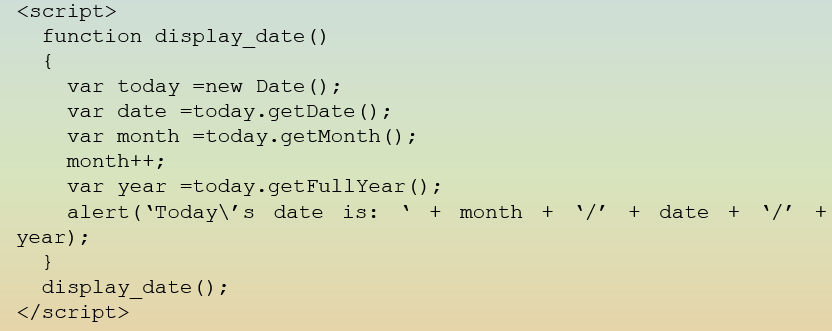 <script>
function display_date()
{
var today =new Date();
var date =today.getDate();
var month =today.getMonth();
month++;
var year =today.getFullYear();
alert(‘Today\’s date is: ‘ + month + ‘/’ + date + ‘/’ +
year);
}
display_date();
</script>